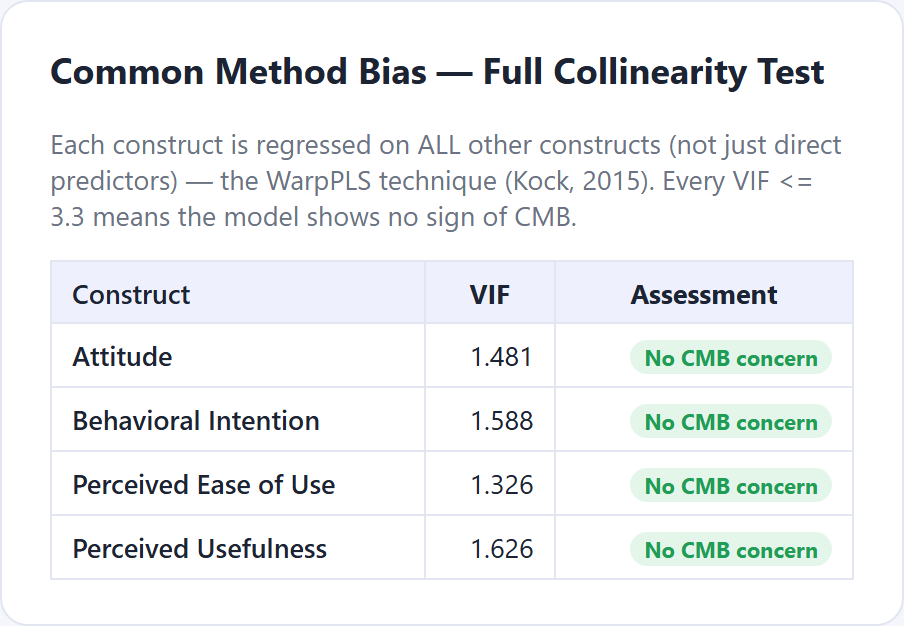 Common Method Bias — Full Collinearity Test
Each construct is regressed on ALL other constructs (not just direct
predictors) — the WarpPLS technique (Kock, 2015). Every VIF <=
3.3 means the model shows no sign of CMB.
Construct VIF Assessment
Attitude 1.481 No CMB concern
Behavioral Intention 1.588 No CMB concern
Perceived Ease of Use 1.326 No CMB concern
Perceived Usefulness 1.626 No CMB concern